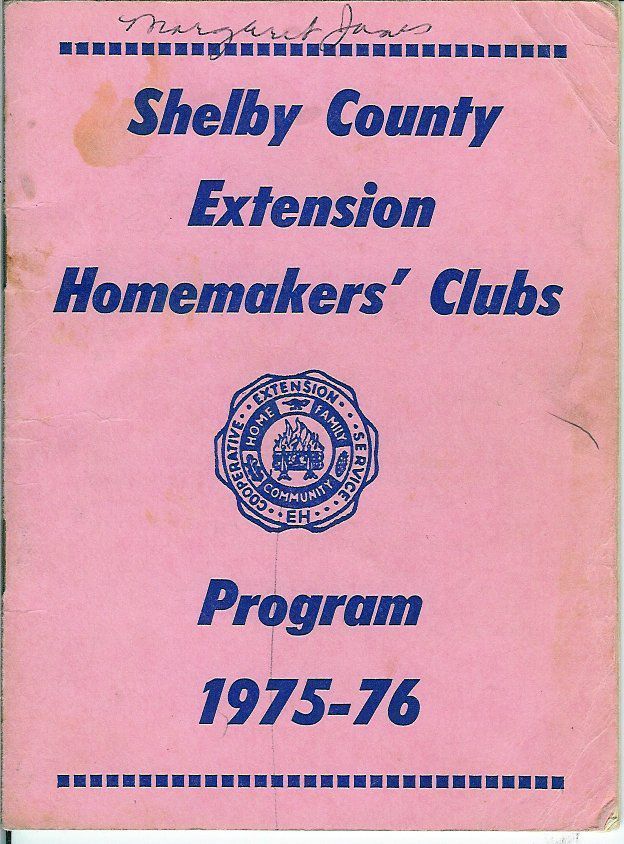 Margaret Jones
Shelby County
Extension
Homemakers' Clubs
COOPERATIVE · EXTENSION · SERVICE
HOME FAMILY
COMMUNITY
EH
Program
1975-76